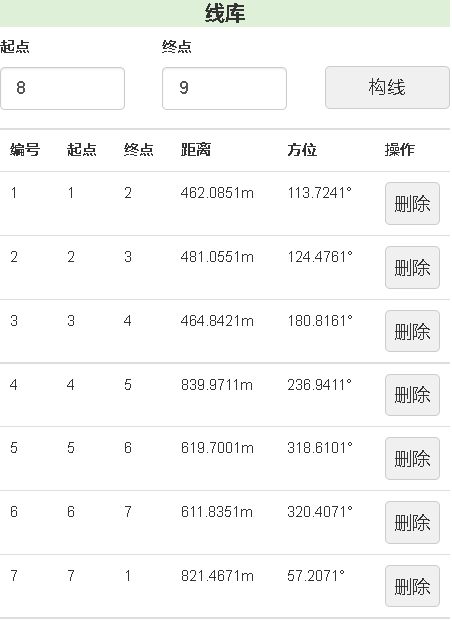 线库
起点 终点
8 9 构线
编号 起点 终点 距离 方位 操作
1 1 2 462.0851m 113.7241° 删除
2 2 3 481.0551m 124.4761° 删除
3 3 4 464.8421m 180.8161° 删除
4 4 5 839.9711m 236.9411° 删除
5 5 6 619.7001m 318.6101° 删除
6 6 7 611.8351m 320.4071° 删除
7 7 1 821.4671m 57.2071° 删除